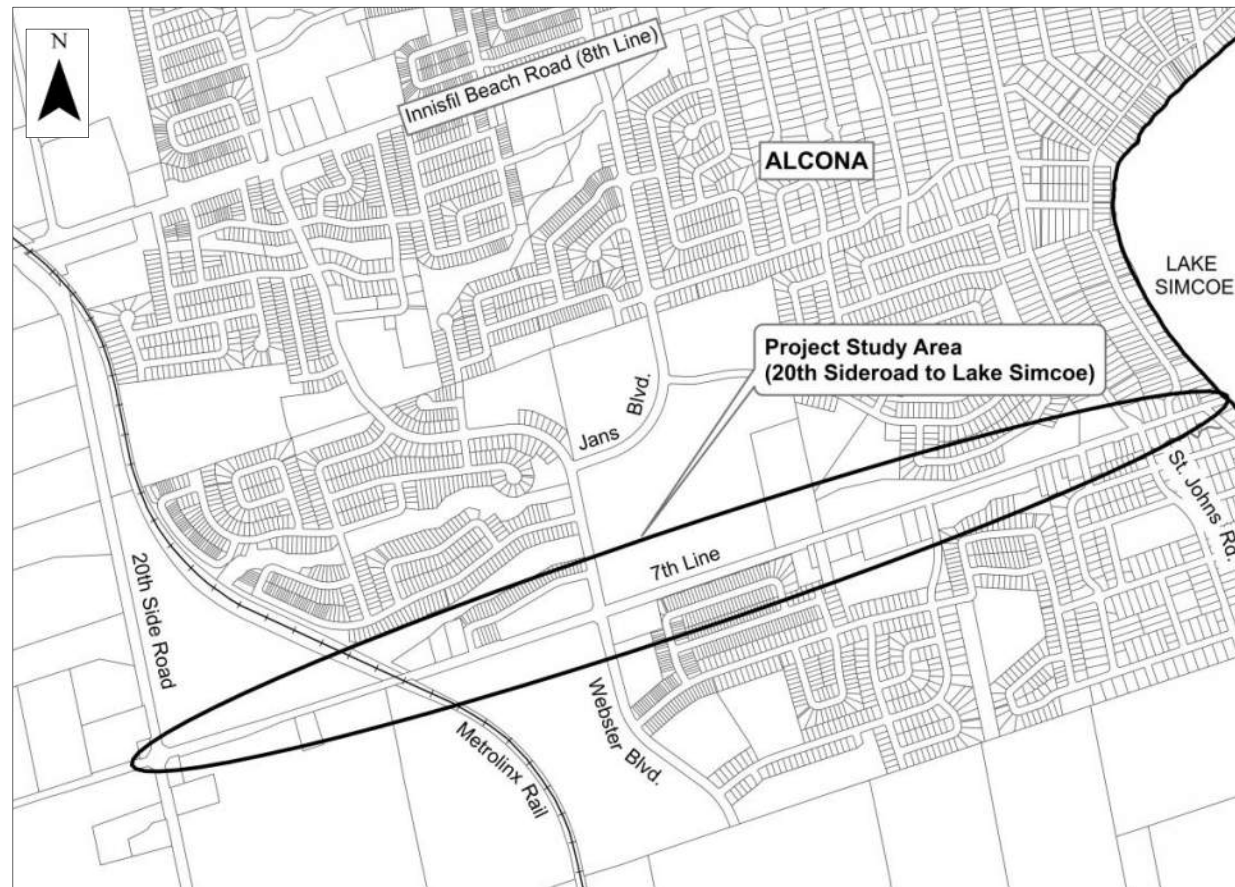 N
Innisfil Beach Road (8th Line)
ALCONA
LAKE
SIMCOE
Project Study Area
(20th Sideroad to Lake Simcoe)
Jans Blvd.
St. Johns Rd.
7th Line
20th Side Road
Webster Blvd.
Metrolinx Rail